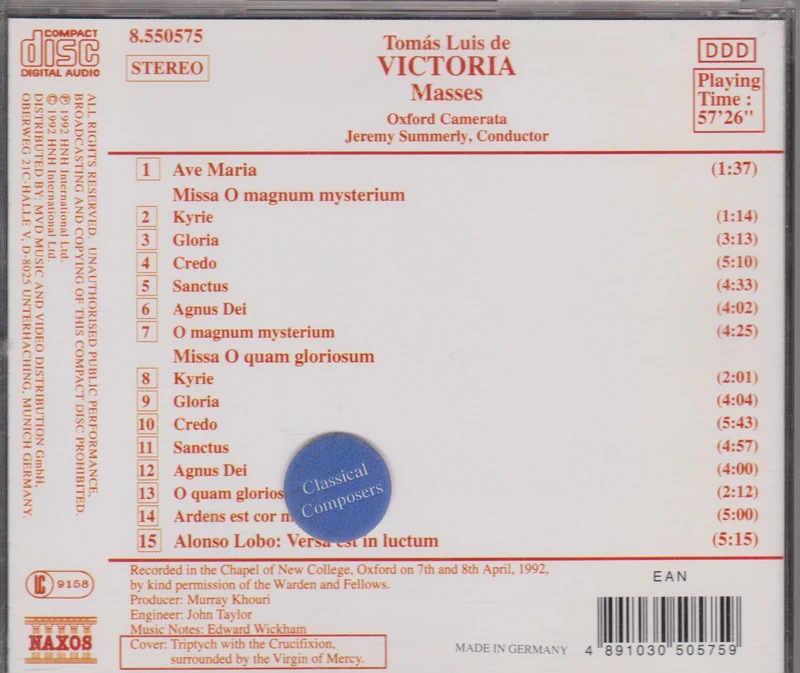 COMPACT
disc
DIGITAL AUDIO
8.550575
STEREO
Tomás Luis de
VICTORIA
Masses
Oxford Camerata
Jeremy Summerly, Conductor
DDD
Playing
Time :
57'26"
1 Ave Maria (1:37)
Missa O magnum mysterium
2 Kyrie (1:14)
3 Gloria (3:13)
4 Credo (5:10)
5 Sanctus (4:33)
6 Agnus Dei (4:02)
7 O magnum mysterium (4:25)
Missa O quam gloriosum
8 Kyrie (2:01)
9 Gloria (4:04)
10 Credo (5:43)
11 Sanctus (4:57)
12 Agnus Dei (4:00)
13 O quam glorios (2:12)
14 Ardens est cor m (5:00)
15 Alonso Lobo: Versa est in luctum (5:15)
Classical
Composers
Recorded in the Chapel of New College, Oxford on 7th and 8th April, 1992,
by kind permission of the Warden and Fellows.
Producer: Murray Khouri
Engineer: John Taylor
Music Notes: Edward Wickham
Cover: Triptych with the Crucifixion,
surrounded by the Virgin of Mercy.
MADE IN GERMANY
EAN
4 891030 505759
ALL RIGHTS RESERVED. UNAUTHORISED PUBLIC PERFORMANCE,
BROADCASTING AND COPYING OF THIS COMPACT DISC PROHIBITED.
℗ 1992 HNH International Ltd.
© 1992 HNH International Ltd.
DISTRIBUTED BY: MVD MUSIC AND VIDEO DISTRIBUTION GmbH,
OBERWEG 21C-HALLE V, D-8025 UNTERHACHING, MUNICH GERMANY.
LC 9158
NAXOS